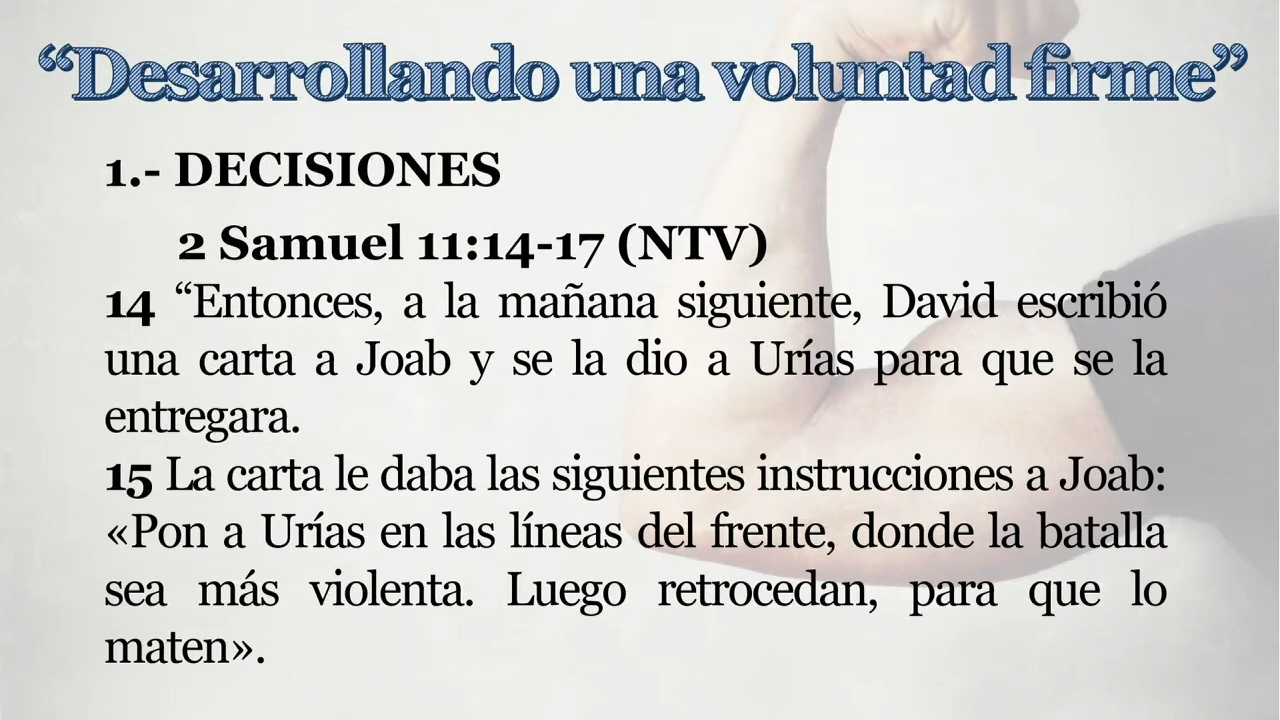 “Desarrollando una voluntad firme”
1.- DECISIONES
2 Samuel 11:14-17 (NTV)
14 “Entonces, a la mañana siguiente, David escribió
una carta a Joab y se la dio a Urías para que se la
entregara.
15 La carta le daba las siguientes instrucciones a Joab:
«Pon a Urías en las líneas del frente, donde la batalla
sea más violenta. Luego retrocedan, para que lo
maten».